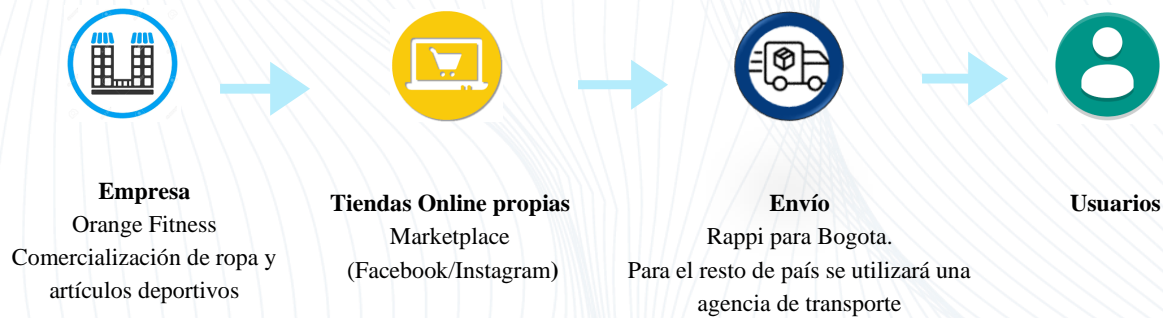 Empresa
Orange Fitness
Comercialización de ropa y
artículos deportivos
Tiendas Online propias
Marketplace
(Facebook/Instagram)
Envío
Rappi para Bogota.
Para el resto de país se utilizará una
agencia de transporte
Usuarios